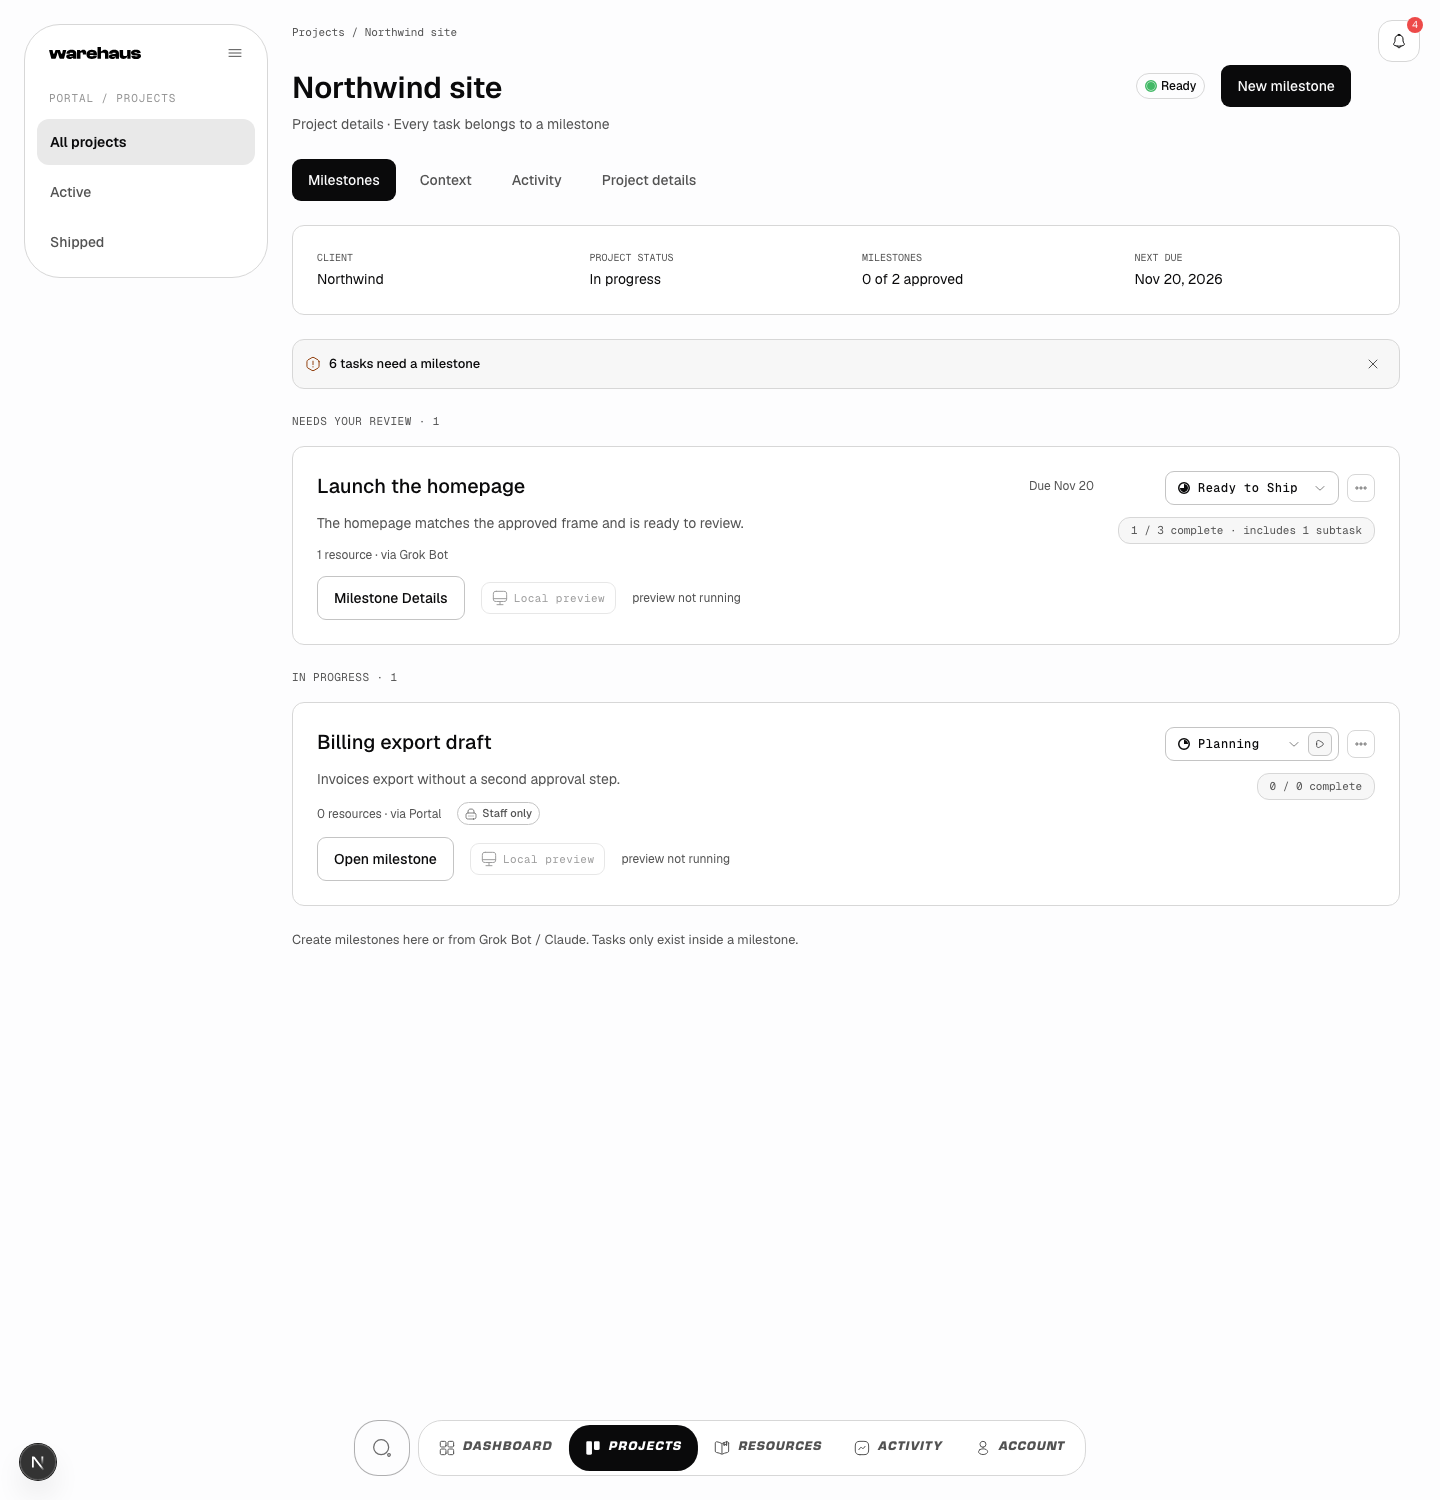 warehaus
PORTAL / PROJECTS
All projects
Active
Shipped
Projects / Northwind site
4
Northwind site
Ready
New milestone
Project details · Every task belongs to a milestone
Milestones
Context
Activity
Project details
CLIENT
Northwind
PROJECT STATUS
In progress
MILESTONES
0 of 2 approved
NEXT DUE
Nov 20, 2026
6 tasks need a milestone
NEEDS YOUR REVIEW · 1
Launch the homepage
Due Nov 20
Ready to Ship
The homepage matches the approved frame and is ready to review.
1 / 3 complete · includes 1 subtask
1 resource · via Grok Bot
Milestone Details
Local preview
preview not running
IN PROGRESS · 1
Billing export draft
Planning
Invoices export without a second approval step.
0 / 0 complete
0 resources · via Portal
Staff only
Open milestone
Local preview
preview not running
Create milestones here or from Grok Bot / Claude. Tasks only exist inside a milestone.
N
DASHBOARD
PROJECTS
RESOURCES
ACTIVITY
ACCOUNT